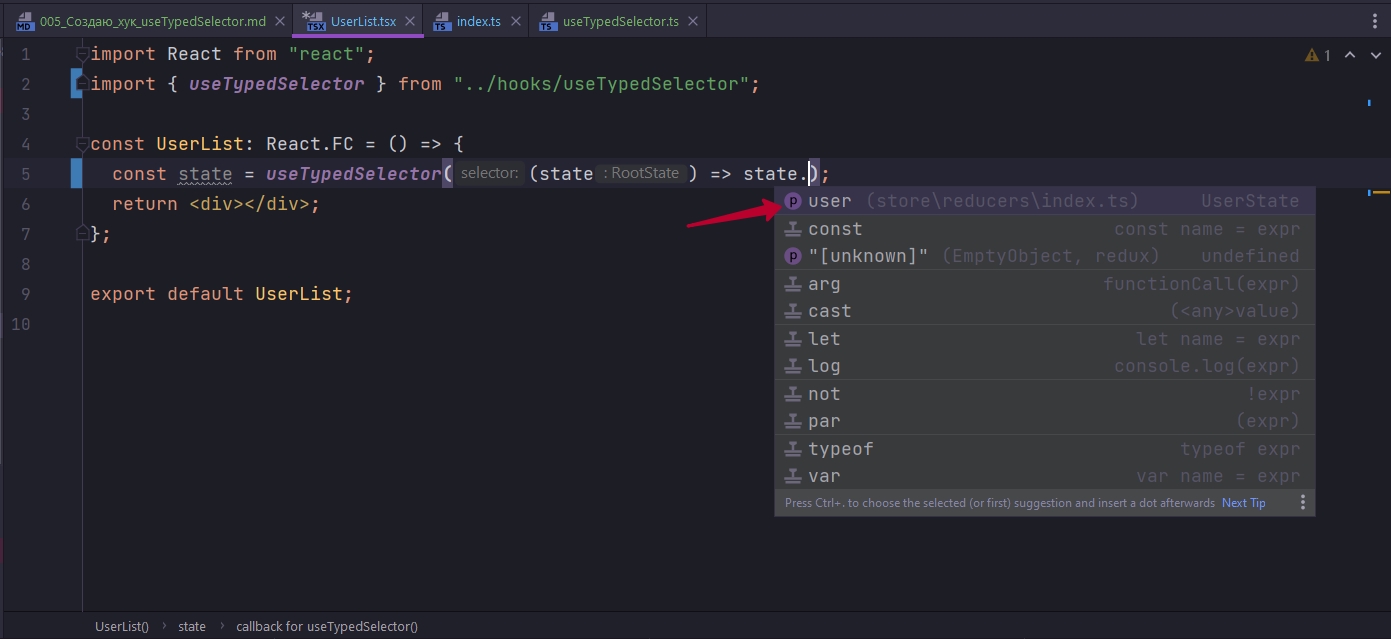 005_Создаю_хук_useTypedSelector.md UserList.tsx index.ts useTypedSelector.ts
1 import React from "react"; 1
2 import { useTypedSelector } from "../hooks/useTypedSelector";
3
4 const UserList: React.FC = () => {
5 const state = useTypedSelector( selector: (state : RootState ) => state.);
6 return <div></div>;
7 };
8
9 export default UserList;
10
user (store\reducers\index.ts) UserState
const const name = expr
"[unknown]" (EmptyObject, redux) undefined
arg functionCall(expr)
cast (<any>value)
let let name = expr
log console.log(expr)
not !expr
par (expr)
typeof typeof expr
var var name = expr
Press Ctrl+. to choose the selected (or first) suggestion and insert a dot afterwards Next Tip
UserList() › state › callback for useTypedSelector()